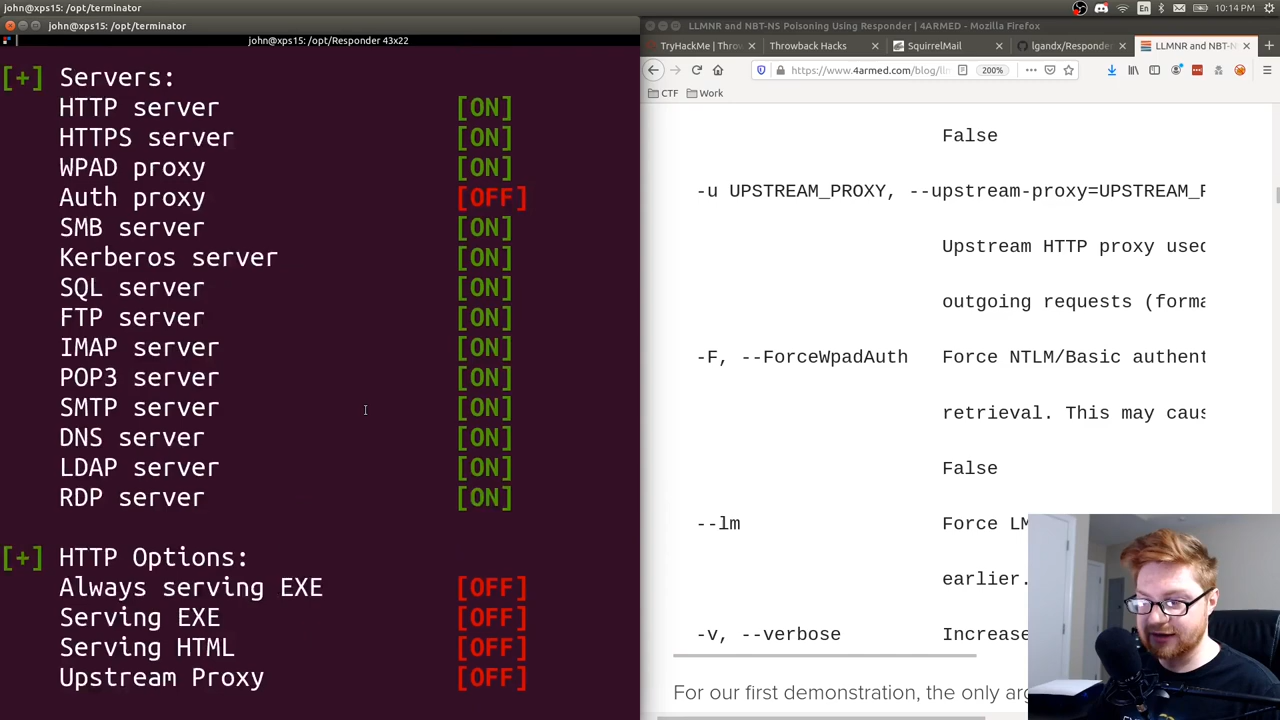 john@xps15: /opt/terminator
En
10:14 PM
john@xps15: /opt/terminator
john@xps15: /opt/Responder 43x22
[+] Servers:
HTTP server [ON]
HTTPS server [ON]
WPAD proxy [ON]
Auth proxy [OFF]
SMB server [ON]
Kerberos server [ON]
SQL server [ON]
FTP server [ON]
IMAP server [ON]
POP3 server [ON]
SMTP server [ON]
DNS server [ON]
LDAP server [ON]
RDP server [ON]
[+] HTTP Options:
Always serving EXE [OFF]
Serving EXE [OFF]
Serving HTML [OFF]
Upstream Proxy [OFF]
LLMNR and NBT-NS Poisoning Using Responder | 4ARMED - Mozilla Firefox
TryHackMe | Throw
Throwback Hacks
SquirrelMail
lgandx/Responder
LLMNR and NBT-N
https://www.4armed.com/blog/ll
200%
CTF
Work
False
-u UPSTREAM_PROXY, --upstream-proxy=UPSTREAM_P
Upstream HTTP proxy used
outgoing requests (forma
-F, --ForceWpadAuth Force NTLM/Basic authent
retrieval. This may caus
False
--lm Force LM
earlier.
-v, --verbose Increase
For our first demonstration, the only arg